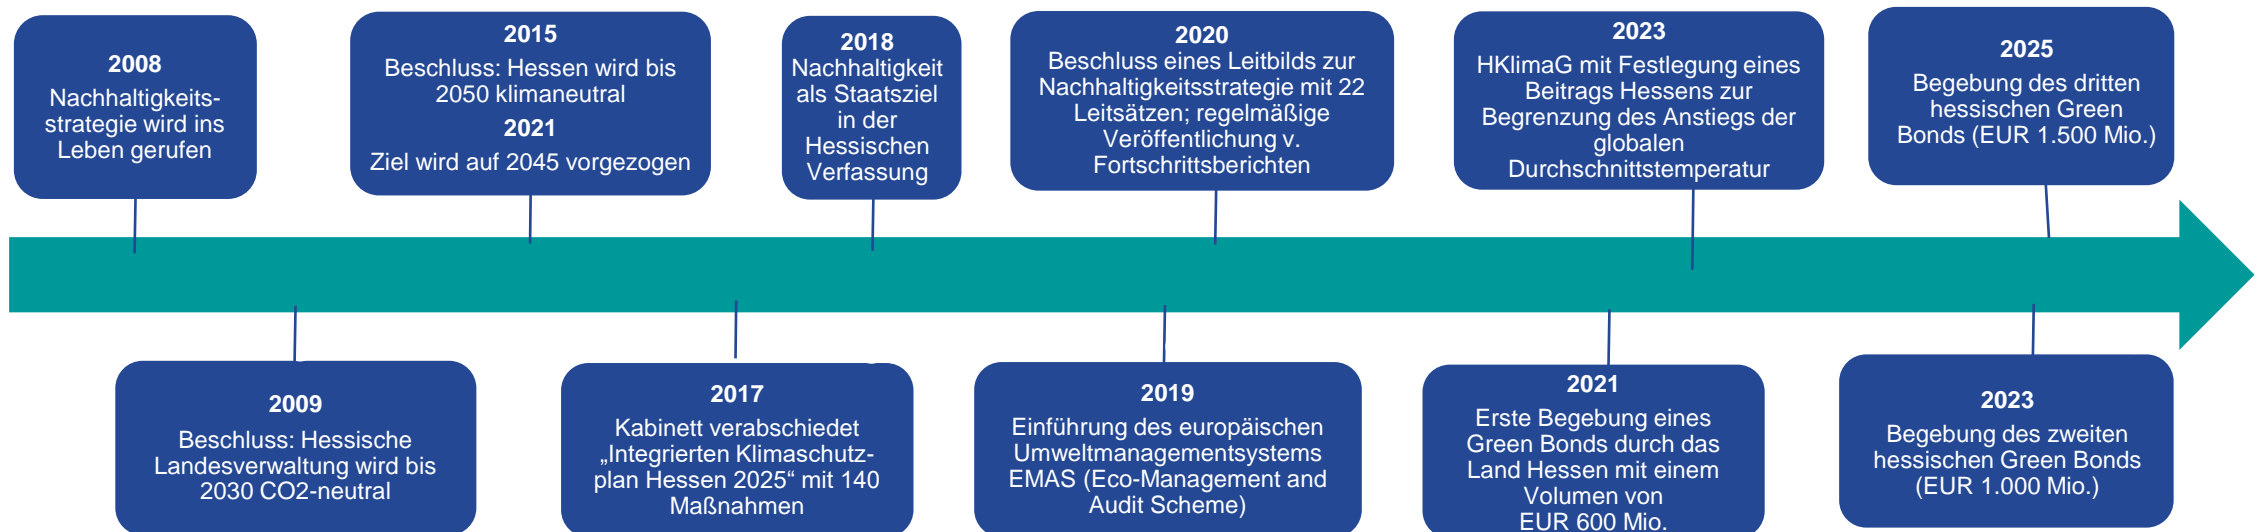 2008
Nachhaltigkeits-
strategie wird ins
Leben gerufen
2015
Beschluss: Hessen wird bis
2050 klimaneutral
2021
Ziel wird auf 2045 vorgezogen
2018
Nachhaltigkeit
als Staatsziel
in der
Hessischen
Verfassung
2020
Beschluss eines Leitbilds zur
Nachhaltigkeitsstrategie mit 22
Leitsätzen; regelmäßige
Veröffentlichung v.
Fortschrittsberichten
2023
HKlimaG mit Festlegung eines
Beitrags Hessens zur
Begrenzung des Anstiegs der
globalen
Durchschnittstemperatur
2025
Begebung des dritten
hessischen Green
Bonds (EUR 1.500 Mio.)
2009
Beschluss: Hessische
Landesverwaltung wird bis
2030 CO2-neutral
2017
Kabinett verabschiedet
„Integrierten Klimaschutz-
plan Hessen 2025“ mit 140
Maßnahmen
2019
Einführung des europäischen
Umweltmanagementsystems
EMAS (Eco-Management and
Audit Scheme)
2021
Erste Begebung eines
Green Bonds durch das
Land Hessen mit einem
Volumen von
EUR 600 Mio.
2023
Begebung des zweiten
hessischen Green Bonds
(EUR 1.000 Mio.)